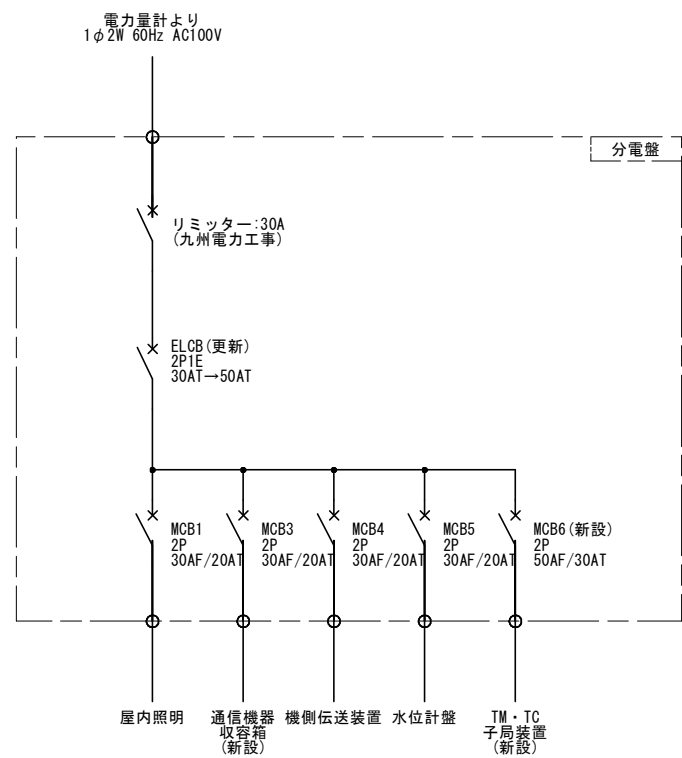 電力量計より
1φ2W 60Hz AC100V
分電盤
リミッター:30A
(九州電力工事)
ELCB(更新)
2P1E
30AT→50AT
MCB1
2P
30AF/20AT
MCB3
2P
30AF/20AT
MCB4
2P
30AF/20AT
MCB5
2P
30AF/20AT
MCB6(新設)
2P
50AF/30AT
屋内照明
通信機器
収容箱
(新設)
機側伝送装置
水位計盤
TM・TC
子局装置
(新設)